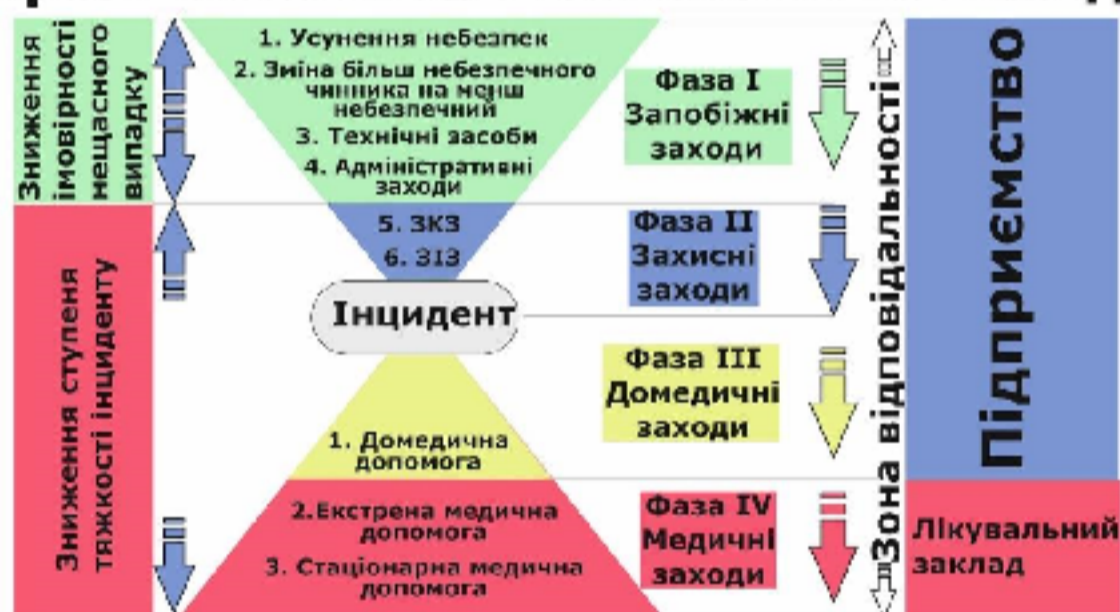 Зниження
імовірності
нещасного
випадку
1. Усунення небезпек
2. Зміна більш небезпечного
чинника на менш
небезпечний
3. Технічні засоби
4. Адміністративні
заходи
Фаза I
Запобіжні
заходи
5. ЗКЗ
6. ЗІЗ
Фаза II
Захисні
заходи
Інцидент
Зниження ступеня
тяжкості інциденту
Фаза III
Домедичні
заходи
1. Домедична
допомога
2.Екстрена медична
допомога
3. Стаціонарна медична
допомога
Фаза IV
Медичні
заходи
Зона відповідальності
Підприємство
Лікувальний
заклад